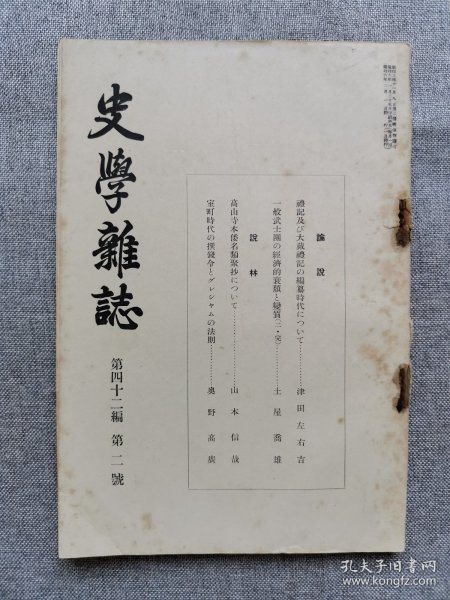 史學雜誌
第四十二編 第二號
論說
禮記及び大戴禮記の編纂時代について………津田左右吉
一般武士團の經濟的衰頽と變質(二・完)………土屋喬雄
說林
高山寺本倭名類聚抄について………山本信哉
室町時代の撰錢令とグレシヤムの法則………奧野高廣
孔夫子旧书网
www.kongfz.com